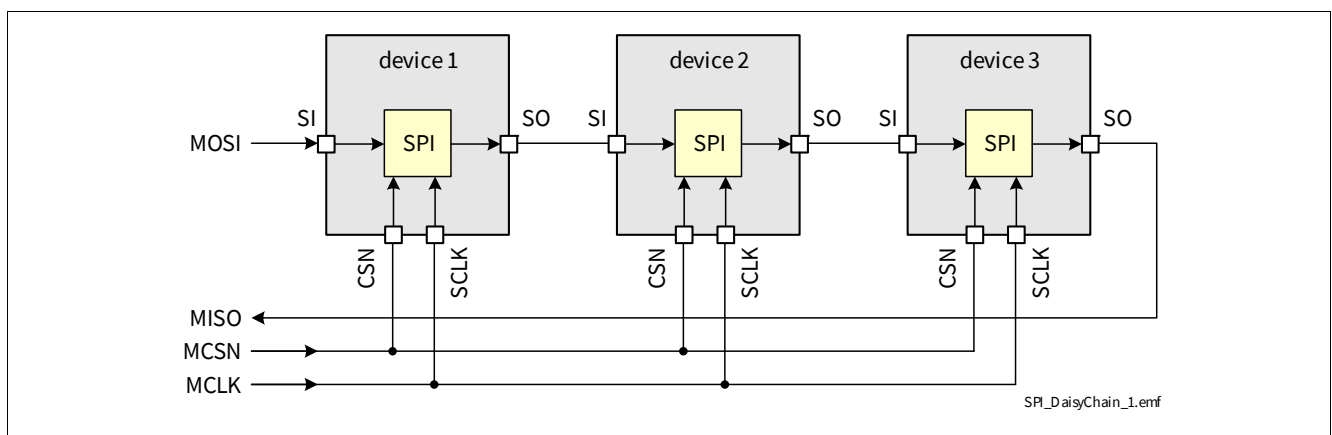 device 1
device 2
device 3
SI
SO
SI
SO
SI
SO
MOSI
SPI
SPI
SPI
CSN
SCLK
CSN
SCLK
CSN
SCLK
MISO
MCSN
MCLK
SPI_DaisyChain_1.emf